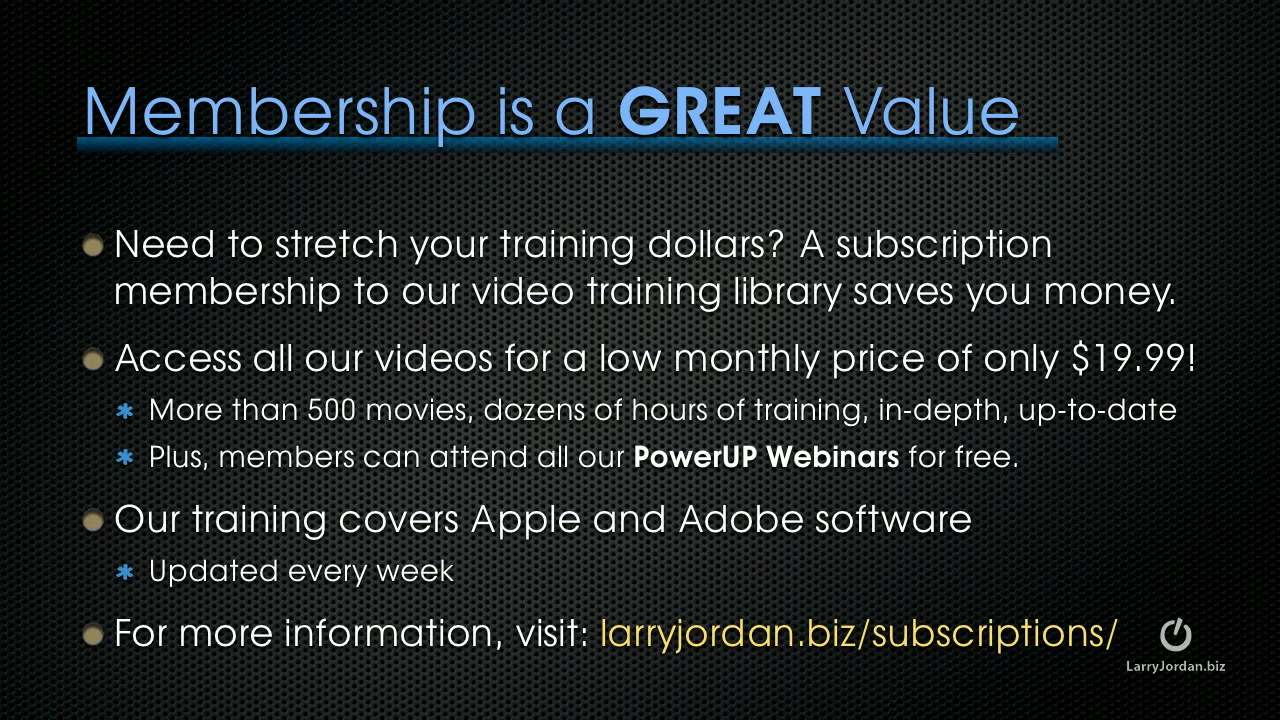 Membership is a GREAT Value
Need to stretch your training dollars? A subscription
membership to our video training library saves you money.
Access all our videos for a low monthly price of only $19.99!
More than 500 movies, dozens of hours of training, in-depth, up-to-date
Plus, members can attend all our PowerUP Webinars for free.
Our training covers Apple and Adobe software
Updated every week
For more information, visit: larryjordan.biz/subscriptions/
LarryJordan.biz